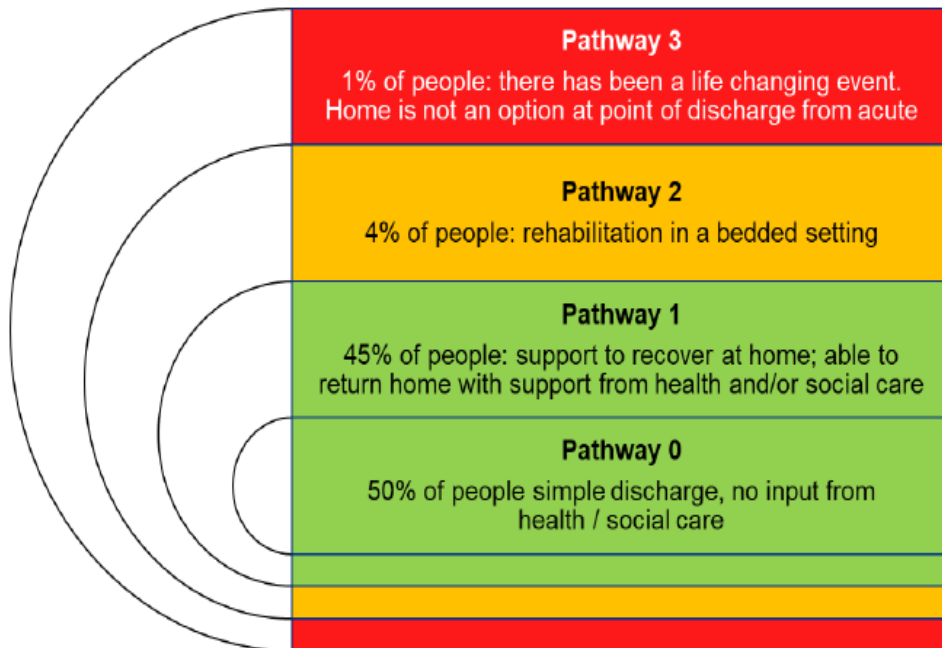 Pathway 3
1% of people: there has been a life changing event.
Home is not an option at point of discharge from acute
Pathway 2
4% of people: rehabilitation in a bedded setting
Pathway 1
45% of people: support to recover at home; able to
return home with support from health and/or social care
Pathway 0
50% of people simple discharge, no input from
health / social care